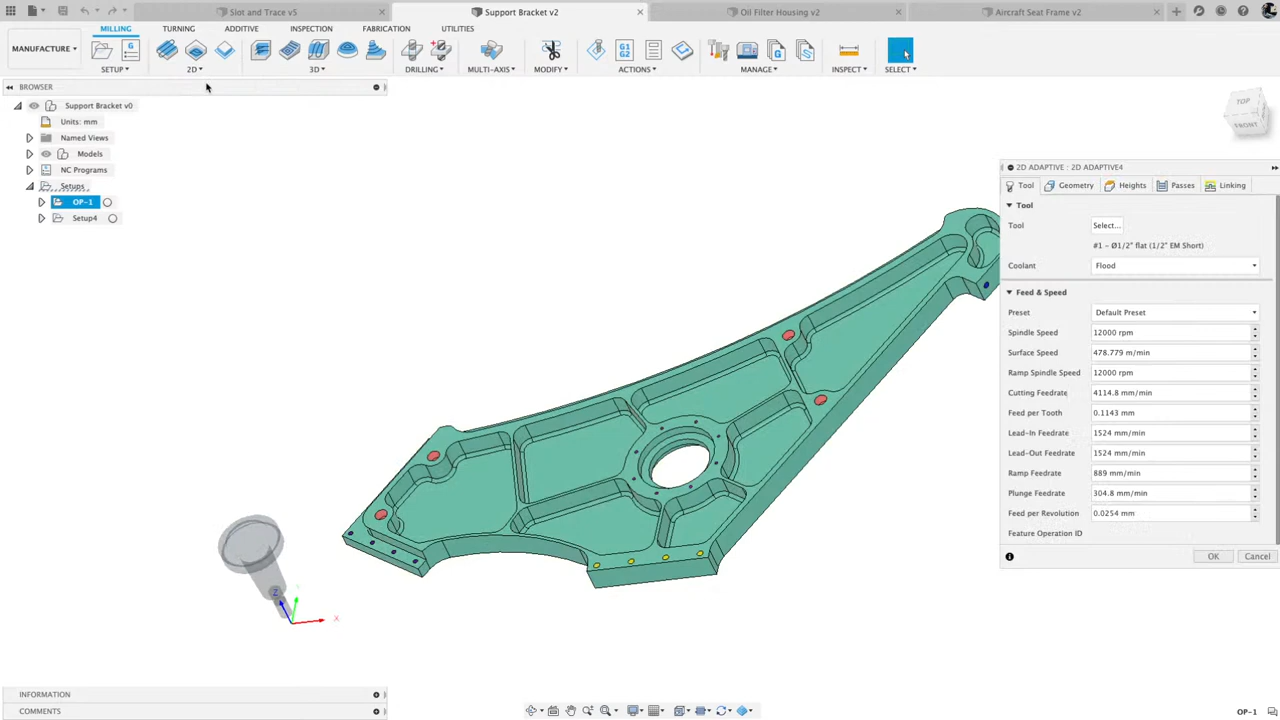 Slot and Trace v5
Support Bracket v2
Oil Filter Housing v2
Aircraft Seat Frame v2
MILLING
TURNING
ADDITIVE
INSPECTION
FABRICATION
UTILITIES
MANUFACTURE
SETUP
2D
3D
DRILLING
MULTI-AXIS
MODIFY
ACTIONS
MANAGE
INSPECT
SELECT
G1
G2
BROWSER
Support Bracket v0
Units: mm
Named Views
Models
NC Programs
Setups
OP-1
Setup4
TOP
FRONT
2D ADAPTIVE : 2D ADAPTIVE4
Tool
Geometry
Heights
Passes
Linking
Tool
Tool
Select...
#1 - Ø1/2" flat (1/2" EM Short)
Coolant
Flood
Feed & Speed
Preset
Default Preset
Spindle Speed
12000 rpm
Surface Speed
478.779 m/min
Ramp Spindle Speed
12000 rpm
Cutting Feedrate
4114.8 mm/min
Feed per Tooth
0.1143 mm
Lead-In Feedrate
1524 mm/min
Lead-Out Feedrate
1524 mm/min
Ramp Feedrate
889 mm/min
Plunge Feedrate
304.8 mm/min
Feed per Revolution
0.0254 mm
Feature Operation ID
OK
Cancel
Z
X
INFORMATION
COMMENTS
OP-1